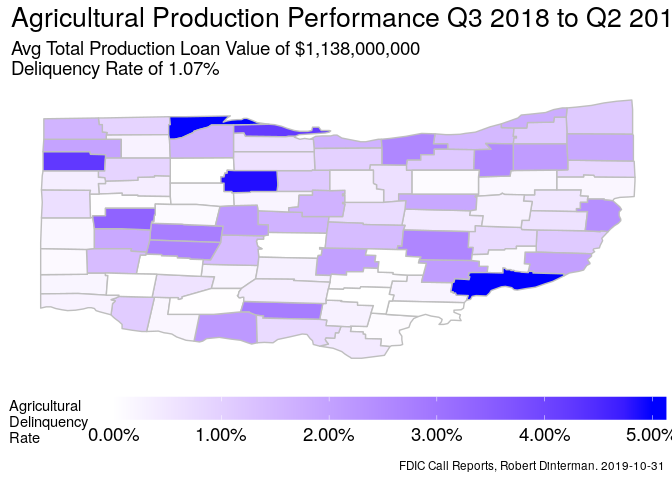 Agricultural Production Performance Q3 2018 to Q2 201
Avg Total Production Loan Value of $1,138,000,000
Deliquency Rate of 1.07%
Agricultural
Delinquency
Rate
0.00% 1.00% 2.00% 3.00% 4.00% 5.00%
FDIC Call Reports, Robert Dinterman. 2019-10-31